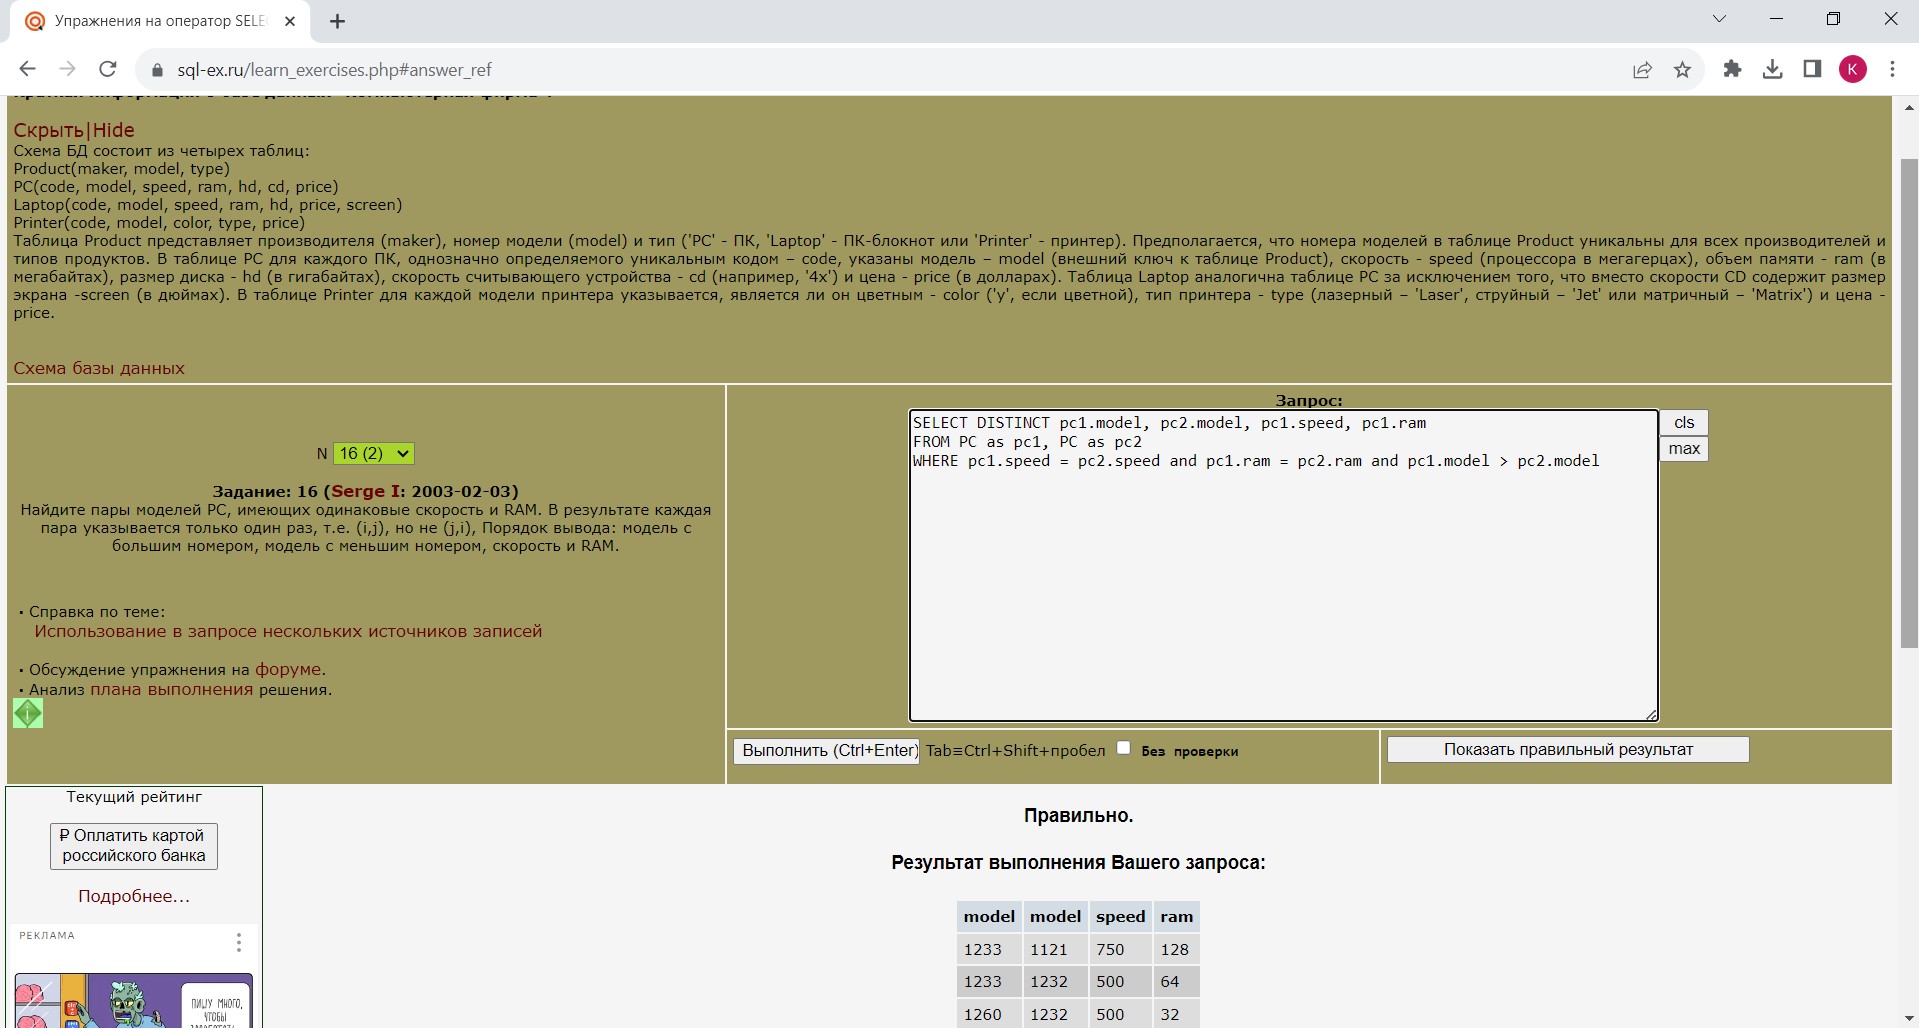 Упражнения на оператор SELE
sql-ex.ru/learn_exercises.php#answer_ref
K
Скрыть|Hide
Схема БД состоит из четырех таблиц:
Product(maker, model, type)
PC(code, model, speed, ram, hd, cd, price)
Laptop(code, model, speed, ram, hd, price, screen)
Printer(code, model, color, type, price)
Таблица Product представляет производителя (maker), номер модели (model) и тип ('PC' - ПК, 'Laptop' - ПК-блокнот или 'Printer' - принтер). Предполагается, что номера моделей в таблице Product уникальны для всех производителей и
типов продуктов. В таблице PC для каждого ПК, однозначно определяемого уникальным кодом – code, указаны модель – model (внешний ключ к таблице Product), скорость - speed (процессора в мегагерцах), объем памяти - ram (в
мегабайтах), размер диска - hd (в гигабайтах), скорость считывающего устройства - cd (например, '4x') и цена - price (в долларах). Таблица Laptop аналогична таблице РС за исключением того, что вместо скорости CD содержит размер
экрана -screen (в дюймах). В таблице Printer для каждой модели принтера указывается, является ли он цветным - color ('y', если цветной), тип принтера - type (лазерный – 'Laser', струйный – 'Jet' или матричный – 'Matrix') и цена -
price.
Схема базы данных
N 16 (2)
Задание: 16 (Serge I: 2003-02-03)
Найдите пары моделей PC, имеющих одинаковые скорость и RAM. В результате каждая
пара указывается только один раз, т.е. (i,j), но не (j,i), Порядок вывода: модель с
большим номером, модель с меньшим номером, скорость и RAM.
· Справка по теме:
Использование в запросе нескольких источников записей
· Обсуждение упражнения на форуме.
· Анализ плана выполнения решения.
Запрос:
SELECT DISTINCT pc1.model, pc2.model, pc1.speed, pc1.ram
FROM PC as pc1, PC as pc2
WHERE pc1.speed = pc2.speed and pc1.ram = pc2.ram and pc1.model > pc2.model
cls
max
Выполнить (Ctrl+Enter) Tab≡Ctrl+Shift+пробел Без проверки
Показать правильный результат
Текущий рейтинг
₽ Оплатить картой
российского банка
Подробнее...
РЕКЛАМА
ПИШУ МНОГО,
ЧТОБЫ
Правильно.
Результат выполнения Вашего запроса:
model model speed ram
1233 1121 750 128
1233 1232 500 64
1260 1232 500 32